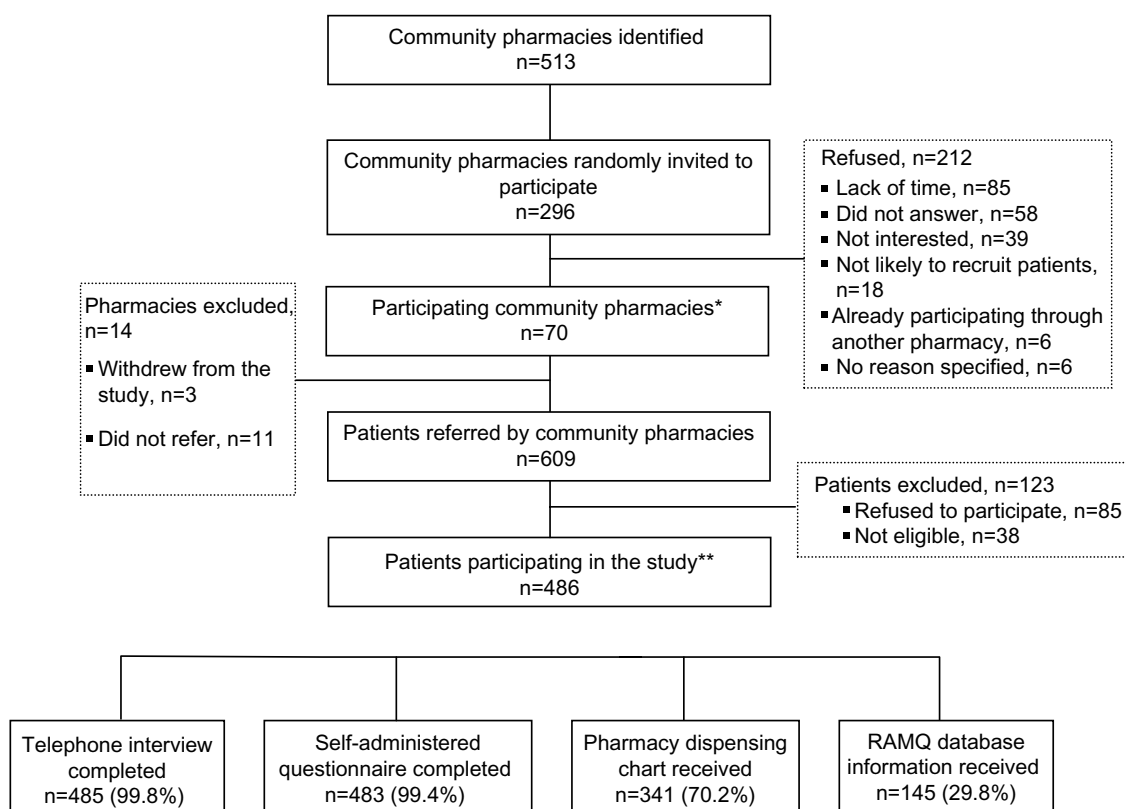 Community pharmacies identified
n=513
Community pharmacies randomly invited to
participate
n=296
Refused, n=212
▪ Lack of time, n=85
▪ Did not answer, n=58
▪ Not interested, n=39
▪ Not likely to recruit patients,
n=18
▪ Already participating through
another pharmacy, n=6
▪ No reason specified, n=6
Participating community pharmacies*
n=70
Pharmacies excluded,
n=14
▪ Withdrew from the
study, n=3
▪ Did not refer, n=11
Patients referred by community pharmacies
n=609
Patients excluded, n=123
▪ Refused to participate, n=85
▪ Not eligible, n=38
Patients participating in the study**
n=486
Telephone interview
completed
n=485 (99.8%)
Self-administered
questionnaire completed
n=483 (99.4%)
Pharmacy dispensing
chart received
n=341 (70.2%)
RAMQ database
information received
n=145 (29.8%)